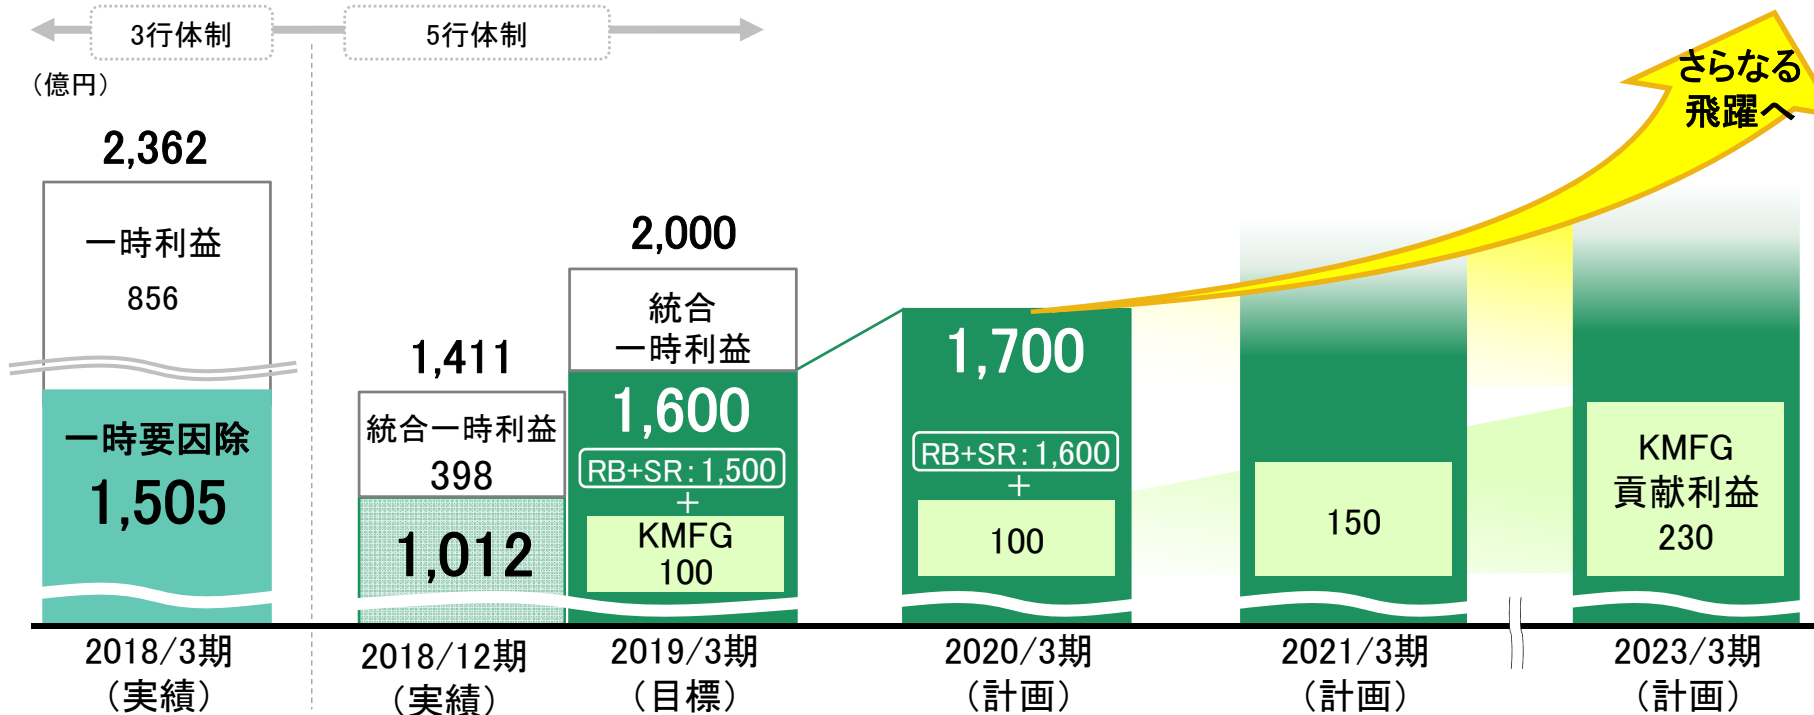 3行体制
5行体制
（億円）
2,362
一時利益
856
一時要因除
1,505
1,411
統合一時利益
398
1,012
2,000
統合
一時利益
1,600
RB+SR：1,500
+
KMFG
100
1,700
RB+SR：1,600
+
100
150
KMFG
貢献利益
230
さらなる
飛躍へ
2018/3期
（実績）
2018/12期
（実績）
2019/3期
（目標）
2020/3期
（計画）
2021/3期
（計画）
2023/3期
（計画）